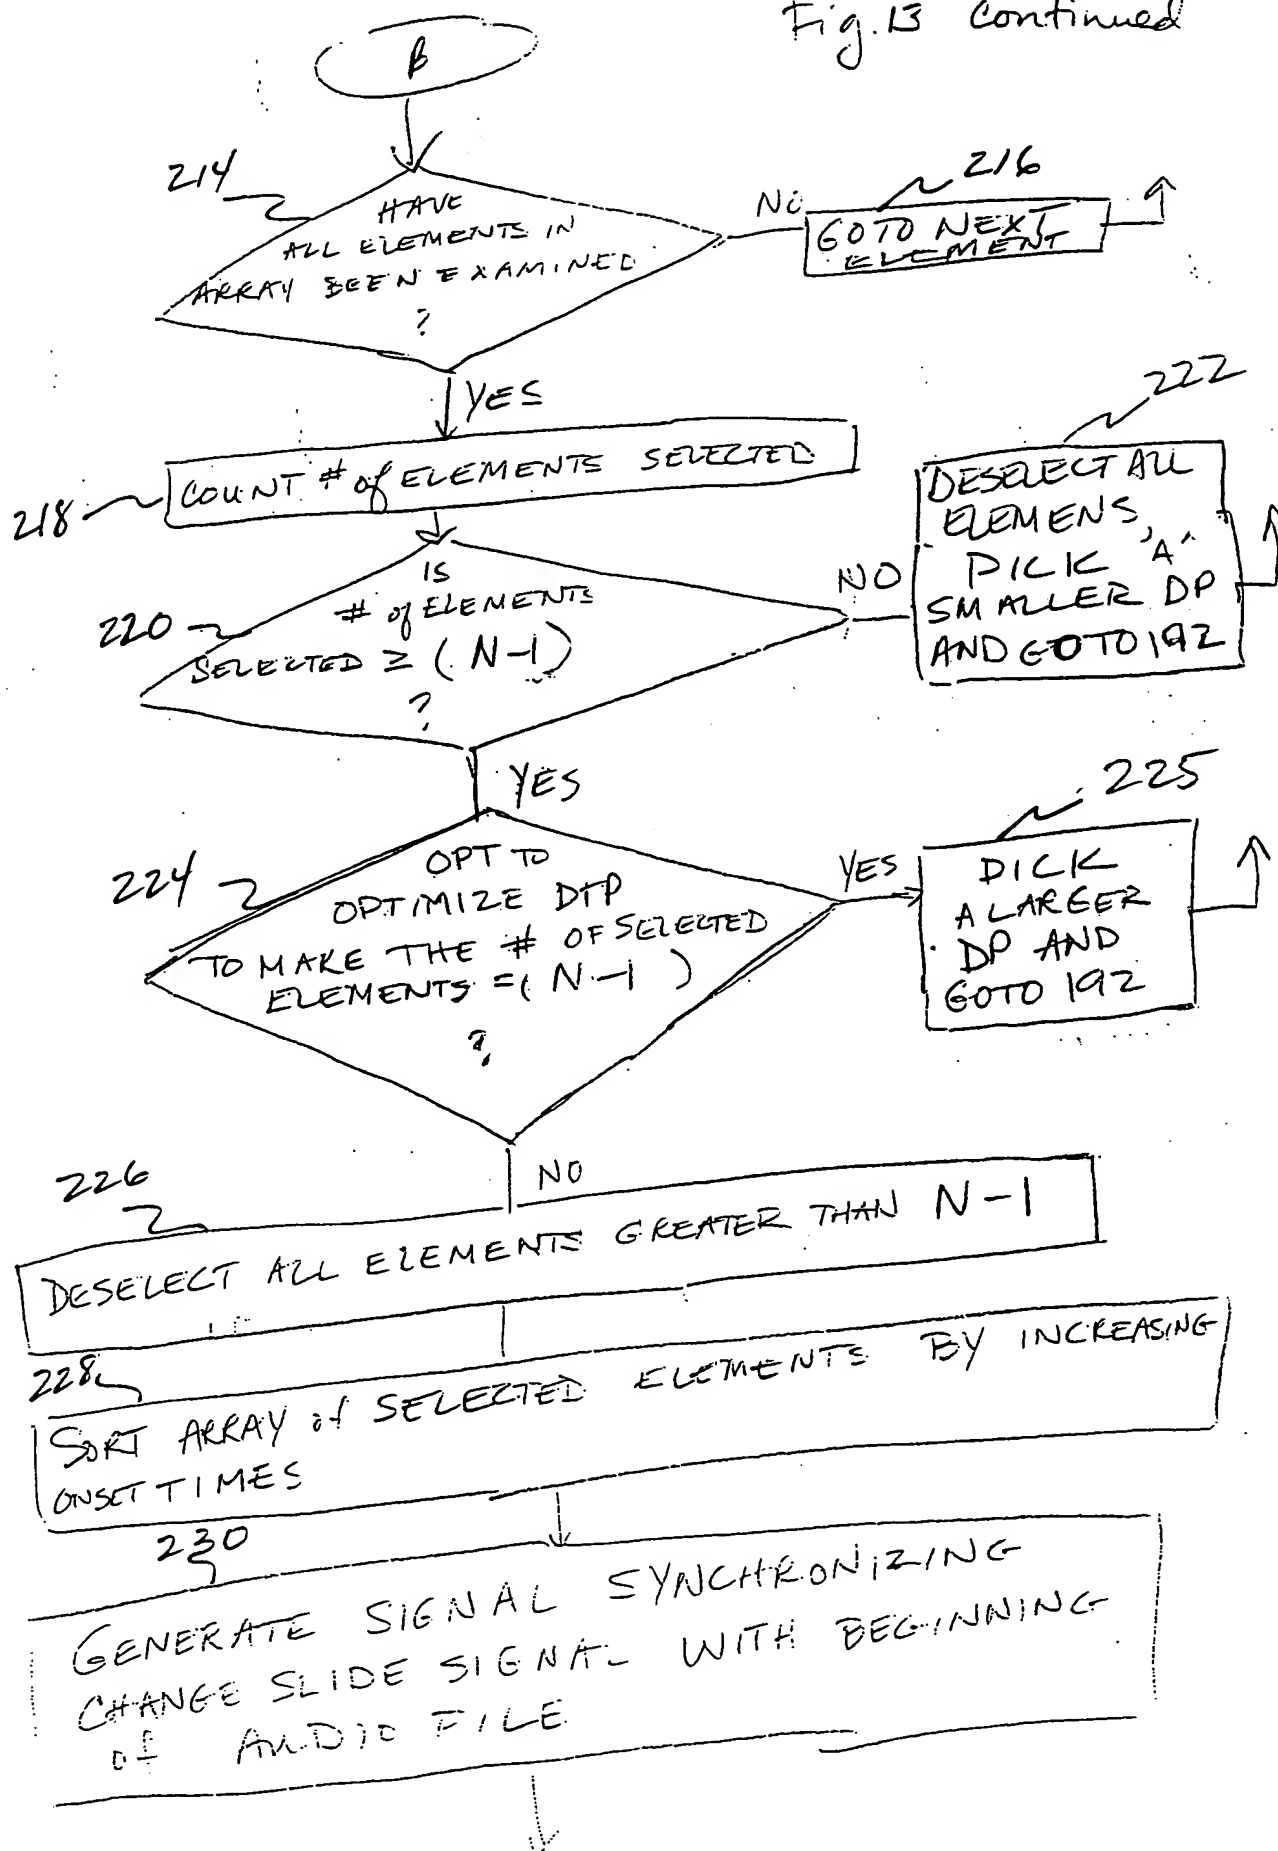 Fig. 13 Continued
B
214
HAVE
ALL ELEMENTS IN
ARRAY BEEN EXAMINED
?
NO
216
GOTO NEXT
ELEMENT
YES
218
COUNT # of ELEMENTS SELECTED
220
IS
# of ELEMENTS
SELECTED ≥ (N-1)
?
NO
222
DESELECT ALL
ELEMENS,
PICK 'A'
SMALLER DP
AND GOTO 192
YES
224
OPT TO
OPTIMIZE DTP
TO MAKE THE # OF SELECTED
ELEMENTS = (N-1)
?
YES
225
PICK
A LARGER
DP AND
GOTO 192
NO
226
DESELECT ALL ELEMENTS GREATER THAN N-1
228
SORT ARRAY of SELECTED ELEMENTS BY INCREASING
ONSET TIMES
230
GENERATE SIGNAL SYNCHRONIZING
CHANGE SLIDE SIGNAL WITH BEGINNING
of AUDIO FILE